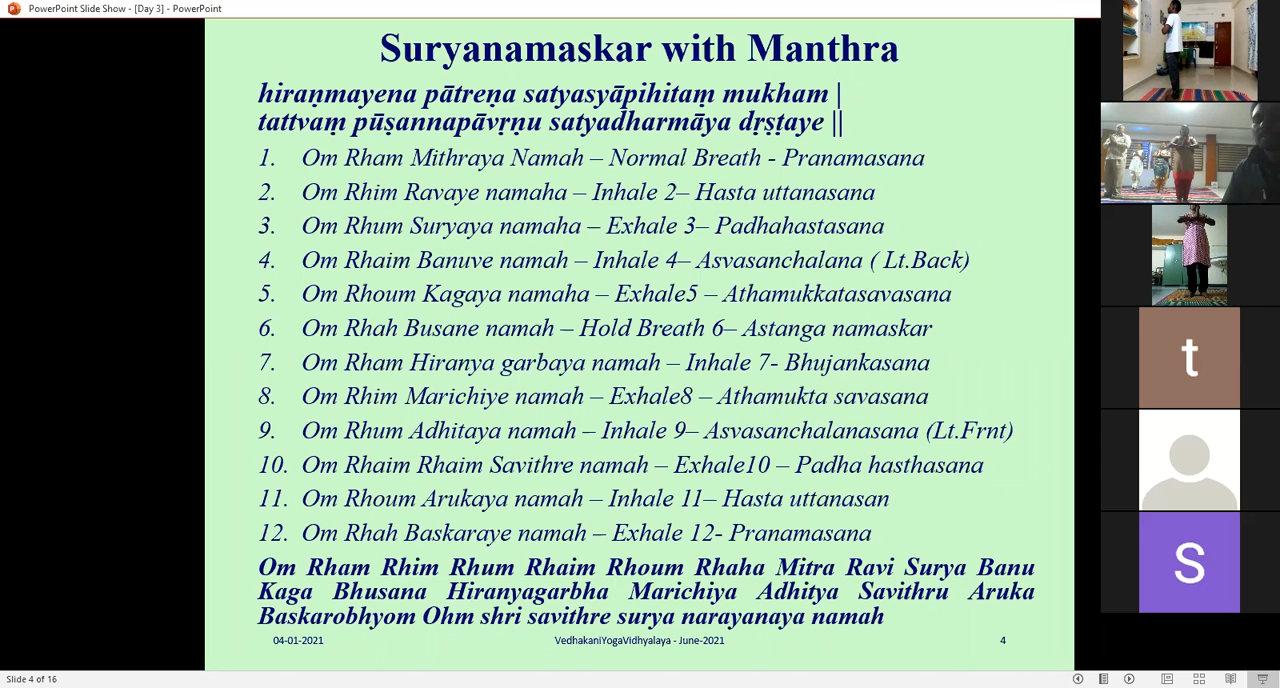 PowerPoint Slide Show - [Day 3] - PowerPoint
Suryanamaskar with Manthra
hiraṇmayena pātreṇa satyasyāpihitaṃ mukham |
tattvaṃ pūṣannapāvṛṇu satyadharmāya dṛṣṭaye ||
1. Om Rham Mithraya Namah – Normal Breath - Pranamasana
2. Om Rhim Ravaye namaha – Inhale 2– Hasta uttanasana
3. Om Rhum Suryaya namaha – Exhale 3– Padhahastasana
4. Om Rhaim Banuve namah – Inhale 4– Asvasanchalana ( Lt.Back)
5. Om Rhoum Kagaya namaha – Exhale5 – Athamukkatasavasana
6. Om Rhah Busane namah – Hold Breath 6– Astanga namaskar
7. Om Rham Hiranya garbaya namah – Inhale 7- Bhujankasana
8. Om Rhim Marichiye namah – Exhale8 – Athamukta savasana
9. Om Rhum Adhitaya namah – Inhale 9– Asvasanchalanasana (Lt.Frnt)
10. Om Rhaim Rhaim Savithre namah – Exhale10 – Padha hasthasana
11. Om Rhoum Arukaya namah – Inhale 11– Hasta uttanasan
12. Om Rhah Baskaraye namah – Exhale 12- Pranamasana
Om Rham Rhim Rhum Rhaim Rhoum Rhaha Mitra Ravi Surya Banu
Kaga Bhusana Hiranyagarbha Marichiya Adhitya Savithru Aruka
Baskarobhyom Ohm shri savithre surya narayanaya namah
04-01-2021 VedhakaniYogaVidhyalaya - June-2021 4
t
S
Slide 4 of 16